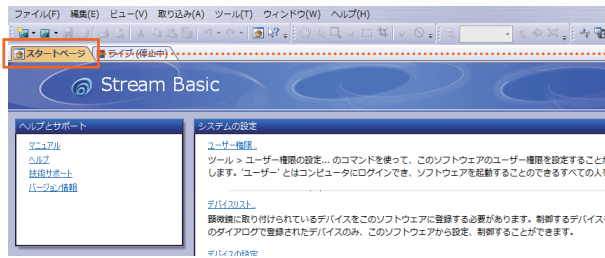 ファイル(F) 編集(E) ビュー(V) 取り込み(A) ツール(T) ウィンドウ(W) ヘルプ(H)
スタートページ ライブ (停止中)
Stream Basic
ヘルプとサポート
マニュアル
ヘルプ
技術サポート
バージョン情報
システムの設定
ユーザー権限...
ツール > ユーザー権限の設定... のコマンドを使って、このソフトウェアのユーザー権限を設定することが
します。'ユーザー' とはコンピュータにログインでき、ソフトウェアを起動することのできるすべての人を
デバイスリスト...
顕微鏡に取り付けられているデバイスをこのソフトウェアに登録する必要があります。制御するデバイスを
のダイアログで登録されたデバイスのみ、このソフトウェアから設定、制御することができます。
デバイスの設定